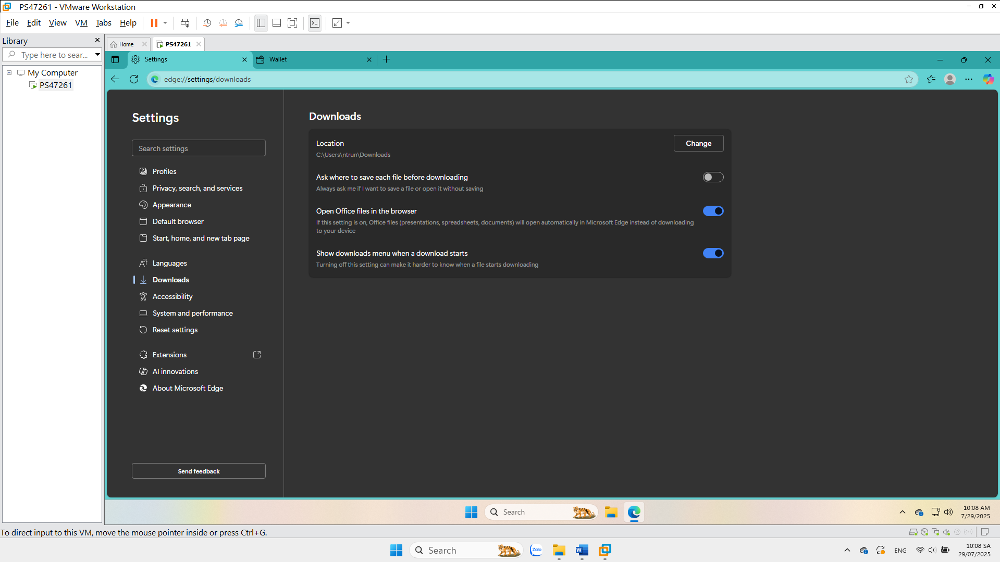 PS47261 - VMware Workstation
File Edit View VM Tabs Help
Library
Type here to sear...
My Computer
PS47261
Home
PS47261
Settings
Wallet
edge://settings/downloads
Settings
Search settings
Profiles
Privacy, search, and services
Appearance
Default browser
Start, home, and new tab page
Languages
Downloads
Accessibility
System and performance
Reset settings
Extensions
AI innovations
About Microsoft Edge
Send feedback
Downloads
Location
C:\Users\ntrun\Downloads
Change
Ask where to save each file before downloading
Always ask me if I want to save a file or open it without saving
Open Office files in the browser
If this setting is on, Office files (presentations, spreadsheets, documents) will open automatically in Microsoft Edge instead of downloading
to your device
Show downloads menu when a download starts
Turning off this setting can make it harder to know when a file starts downloading
Search
10:08 AM
7/29/2025
To direct input to this VM, move the mouse pointer inside or press Ctrl+G.
Search
Zalo
ENG
10:08 SA
29/07/2025